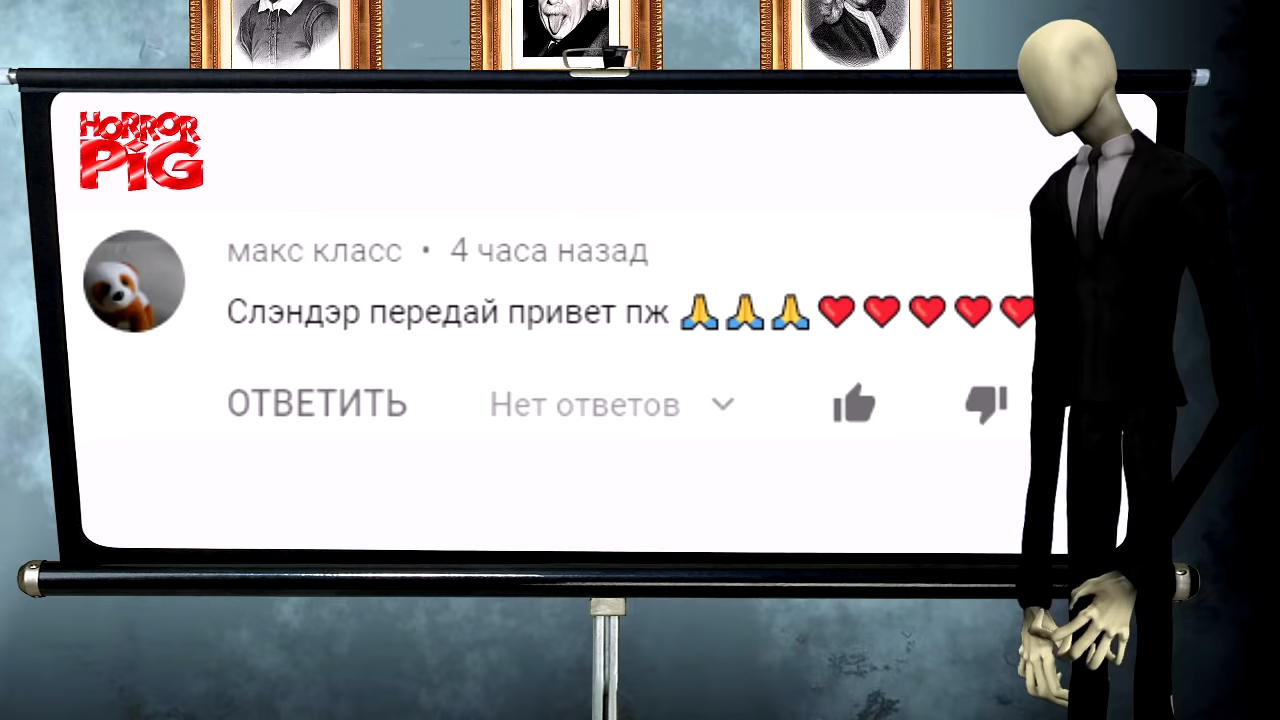 HORROR
PiG
макс класс • 4 часа назад
Слэндэр передай привет пж 🙏🙏🙏❤️❤️❤️❤️❤️
ОТВЕТИТЬ Нет ответов